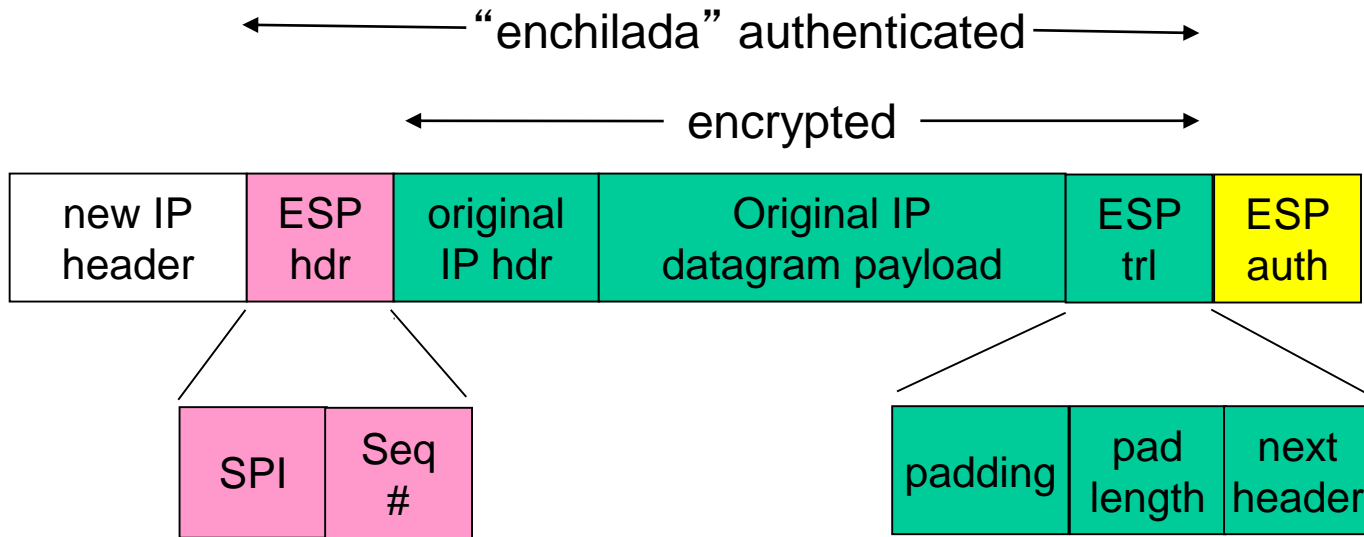 “enchilada” authenticated
encrypted
new IP
header
ESP
hdr
original
IP hdr
Original IP
datagram payload
ESP
trl
ESP
auth
SPI
Seq
#
padding
pad
length
next
header